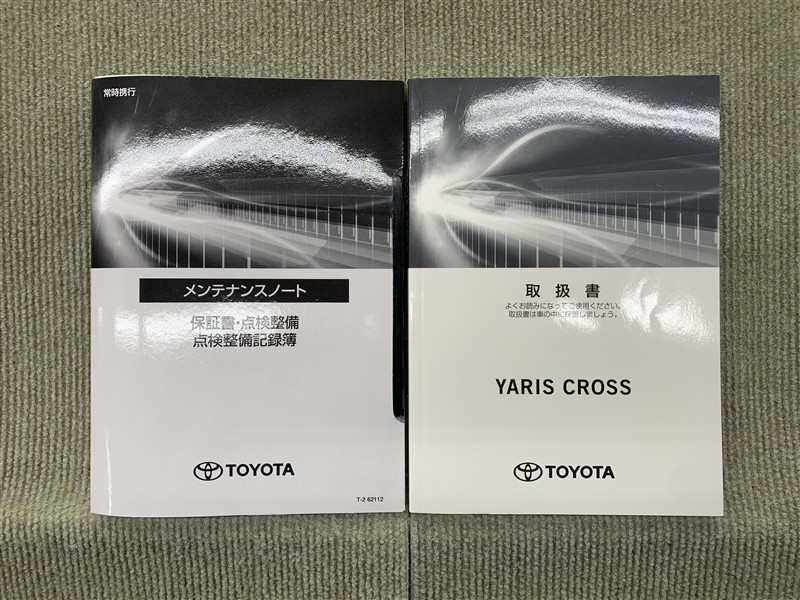 常時携行
メンテナンスノート
保証書・点検整備
点検整備記録簿
TOYOTA
T-2 62112
取扱書
よくお読みになってご使用ください。
取扱書は車の中に保管しましょう。
YARIS CROSS
TOYOTA